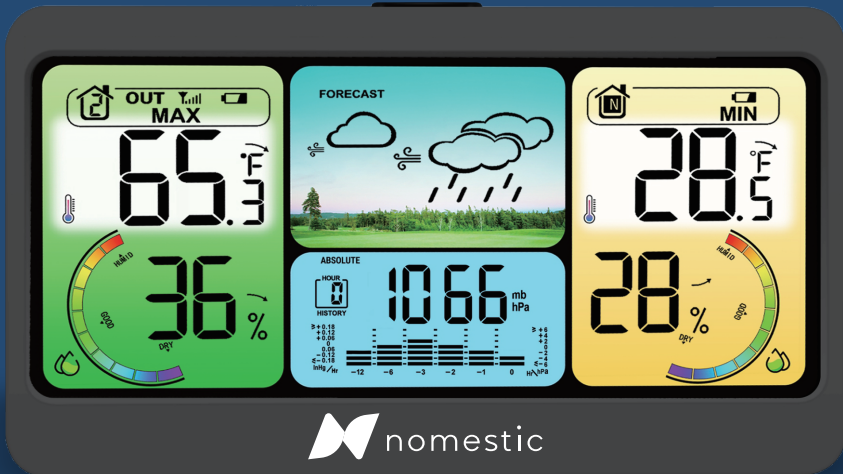 2 OUT
MAX
65.3 °F
HUMID
GOOD
DRY
36 %
FORECAST
ABSOLUTE
HOUR
0
HISTORY
1066 mb
hPa
≥+0.18
+0.12
+0.06
0
-0.06
-0.12
≤-0.18
inHg/Hr
≥+6
+4
+2
0
-2
-4
≤-6
Hr/hPa
-12 -6 -3 -2 -1 0
N
MIN
28.5 °F
HUMID
GOOD
DRY
28 %
nomestic